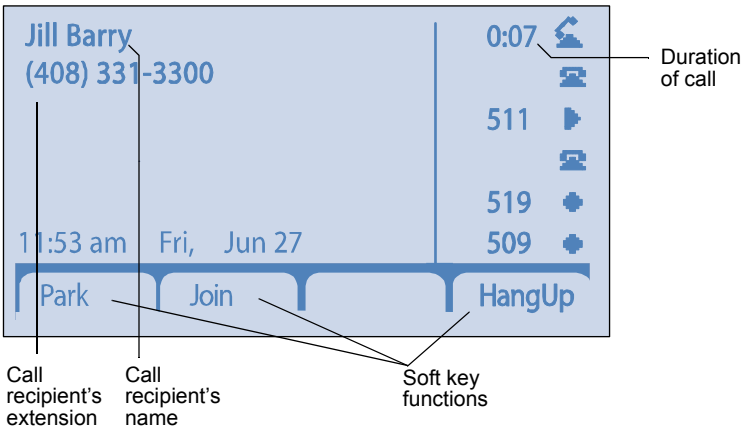 Jill Barry
(408) 331-3300
0:07
511
519
509
11:53 am Fri, Jun 27
Park Join HangUp
Duration
of call
Call
recipient's
extension
Call
recipient's
name
Soft key
functions